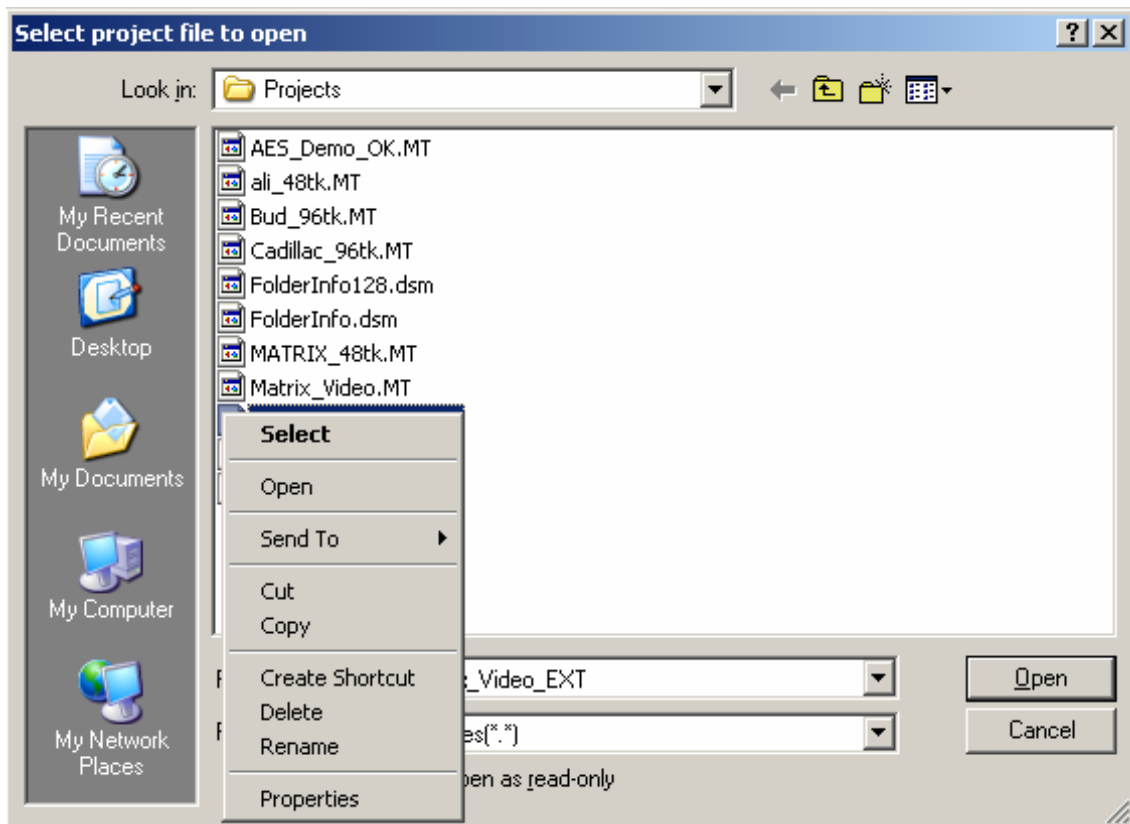 Select project file to open
Look in: Projects
My Recent
Documents
Desktop
My Documents
My Computer
My Network
Places
AES_Demo_OK.MT
ali_48tk.MT
Bud_96tk.MT
Cadillac_96tk.MT
FolderInfo128.dsm
FolderInfo.dsm
MATRIX_48tk.MT
Matrix_Video.MT
Select
Open
Send To
Cut
Copy
Create Shortcut
Delete
Rename
Properties
_Video_EXT
Open
es(*.*)
Cancel
pen as read-only